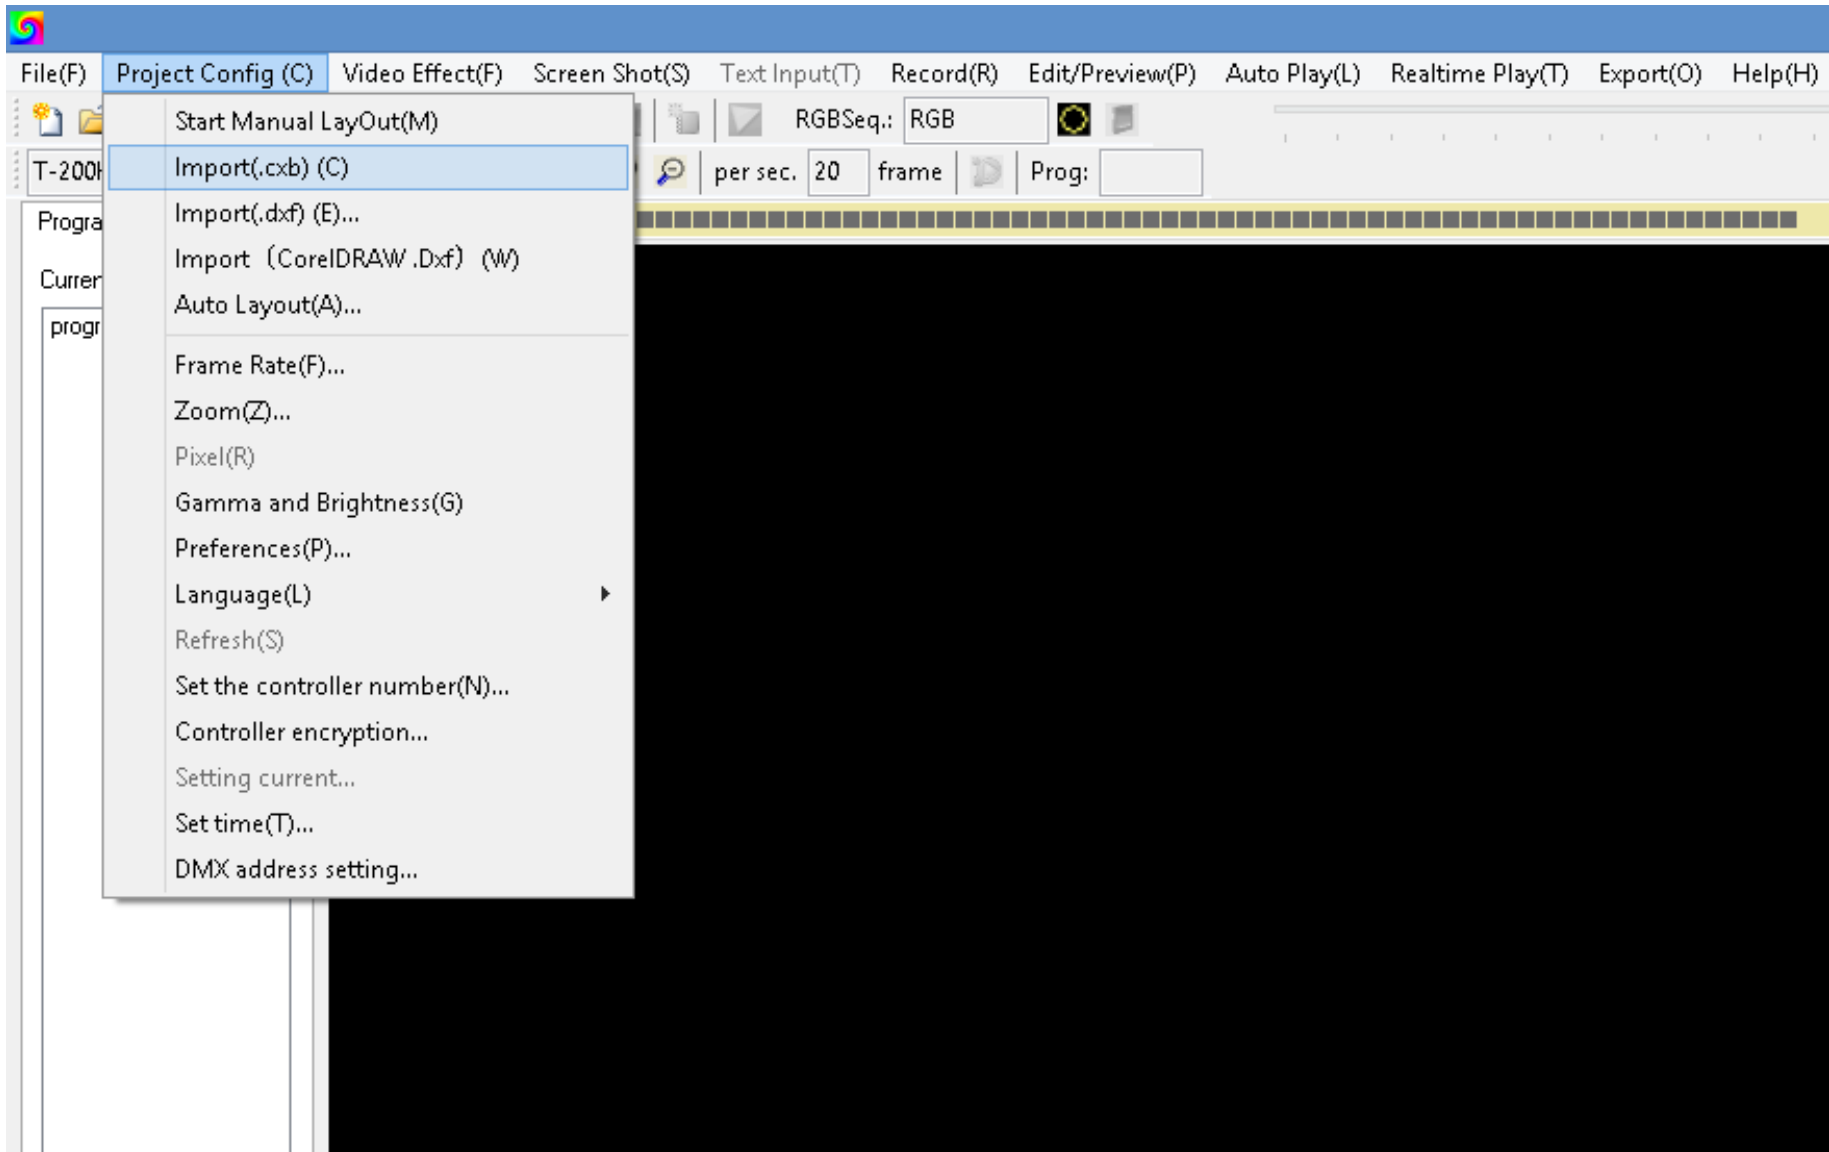 File(F) Project Config (C) Video Effect(F) Screen Shot(S) Text Input(T) Record(R) Edit/Preview(P) Auto Play(L) Realtime Play(T) Export(O) Help(H)
RGBSeq.: RGB
per sec. 20 frame Prog:
Start Manual LayOut(M)
Import(.cxb) (C)
Import(.dxf) (E)...
Import（CorelDRAW .Dxf） (W)
Auto Layout(A)...
Frame Rate(F)...
Zoom(Z)...
Pixel(R)
Gamma and Brightness(G)
Preferences(P)...
Language(L)
Refresh(S)
Set the controller number(N)...
Controller encryption...
Setting current...
Set time(T)...
DMX address setting...